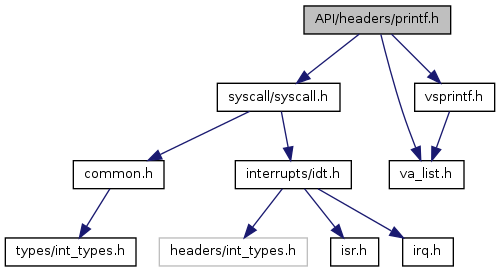 API/headers/printf.h
syscall/syscall.h
vsprintf.h
common.h
interrupts/idt.h
va_list.h
types/int_types.h
headers/int_types.h
isr.h
irq.h